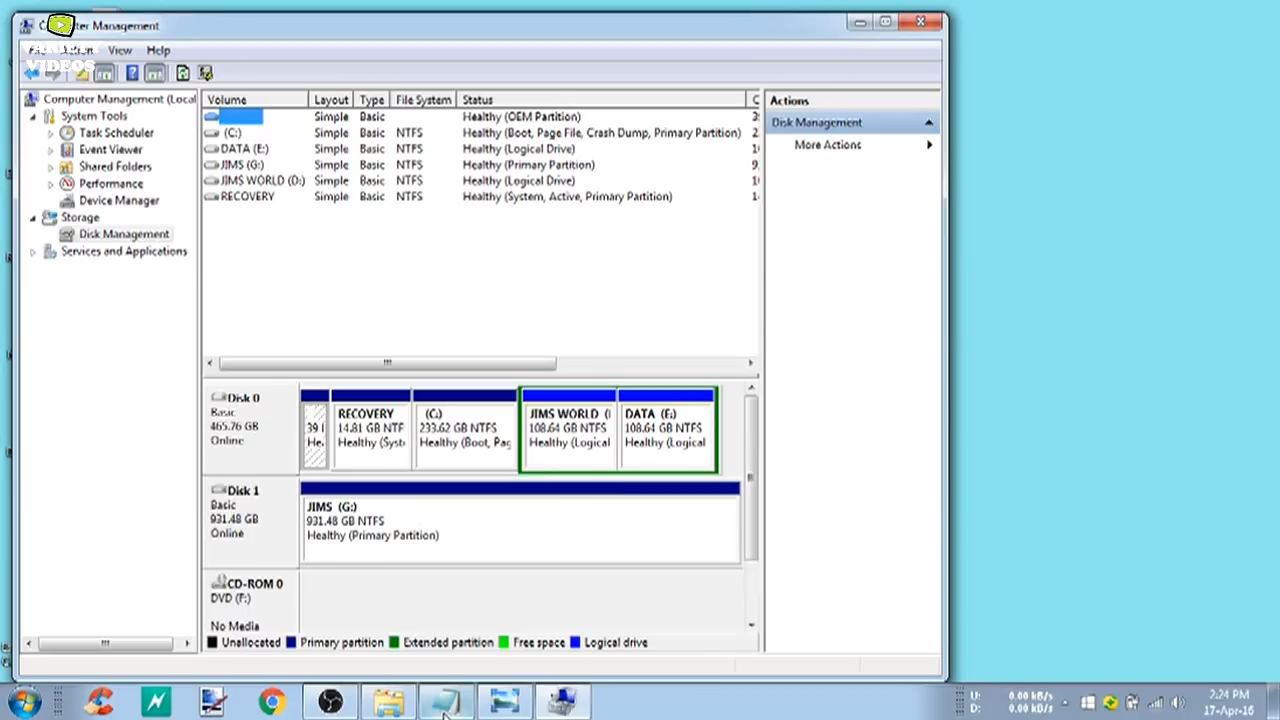 Computer Management
VARIETY
VIDEOS
View Help
Computer Management (Local
System Tools
Task Scheduler
Event Viewer
Shared Folders
Performance
Device Manager
Storage
Disk Management
Services and Applications
Volume Layout Type File System Status C
Simple Basic Healthy (OEM Partition)
(C:) Simple Basic NTFS Healthy (Boot, Page File, Crash Dump, Primary Partition)
DATA (E:) Simple Basic NTFS Healthy (Logical Drive)
JIMS (G:) Simple Basic NTFS Healthy (Primary Partition)
JIMS WORLD (D:) Simple Basic NTFS Healthy (Logical Drive)
RECOVERY Simple Basic NTFS Healthy (System, Active, Primary Partition)
Actions
Disk Management
More Actions
Disk 0
Basic
465.76 GB
Online
39
He.
RECOVERY
14.81 GB NTF
Healthy (Syst
(C:)
233.62 GB NTFS
Healthy (Boot, Pag
JIMS WORLD (
108.64 GB NTFS
Healthy (Logical
DATA (E:)
108.64 GB NTFS
Healthy (Logical
Disk 1
Basic
931.48 GB
Online
JIMS (G:)
931.48 GB NTFS
Healthy (Primary Partition)
CD-ROM 0
DVD (F:)
No Media
Unallocated Primary partition Extended partition Free space Logical drive
U: 0.00 kB/s
D: 0.00 kB/s
2:24 PM
17-Apr-16